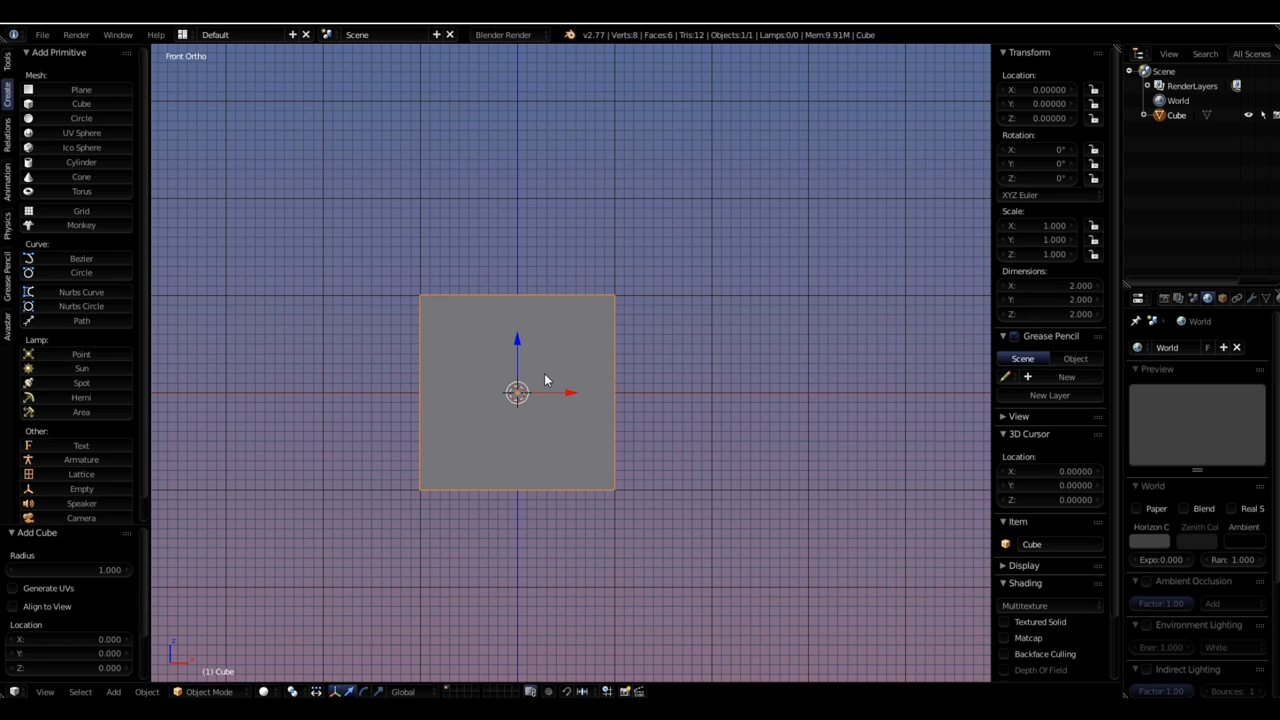 File Render Window Help Default Scene Blender Render v2.77 | Verts:8 | Faces:6 | Tris:12 | Objects:1/1 | Lamps:0/0 | Mem:9.91M | Cube
Tools
Create
Relations
Animation
Physics
Grease Pencil
Avastar
Add Primitive
Mesh:
Plane
Cube
Circle
UV Sphere
Ico Sphere
Cylinder
Cone
Torus
Grid
Monkey
Curve:
Bezier
Circle
Nurbs Curve
Nurbs Circle
Path
Lamp:
Point
Sun
Spot
Hemi
Area
Other:
Text
Armature
Lattice
Empty
Speaker
Camera
Add Cube
Radius
1.000
Generate UVs
Align to View
Location
X: 0.000
Y: 0.000
Z: 0.000
Front Ortho
z
x
(1) Cube
View Select Add Object Object Mode Global
Transform
Location:
X: 0.00000
Y: 0.00000
Z: 0.00000
Rotation:
X: 0°
Y: 0°
Z: 0°
XYZ Euler
Scale:
X: 1.000
Y: 1.000
Z: 1.000
Dimensions:
X: 2.000
Y: 2.000
Z: 2.000
Grease Pencil
Scene Object
New
New Layer
View
3D Cursor
Location:
X: 0.00000
Y: 0.00000
Z: 0.00000
Item
Cube
Display
Shading
Multitexture
Textured Solid
Matcap
Backface Culling
Depth Of Field
View Search All Scenes
Scene
RenderLayers
World
Cube
World
World F
Preview
World
Paper Blend Real S
Horizon C Zenith Col Ambient
Expo:0.000 Ran: 1.000
Ambient Occlusion
Factor:1.00 Add
Environment Lighting
Ener: 1.000 White
Indirect Lighting
Factor:1.00 Bounces: 1